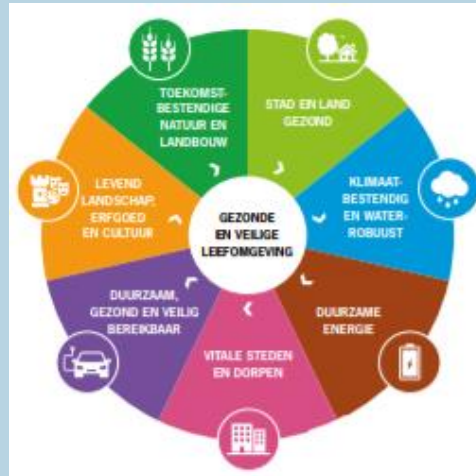 TOEKOMST-
BESTENDIGE
NATUUR EN
LANDBOUW
STAD EN LAND
GEZOND
KLIMAAT-
BESTENDIG
EN WATER-
ROBUUST
DUURZAME
ENERGIE
VITALE STEDEN
EN DORPEN
DUURZAAM,
GEZOND EN VEILIG
BEREIKBAAR
LEVEND
LANDSCHAP,
ERFGOED
EN CULTUUR
GEZONDE
EN VEILIGE
LEEFOMGEVING